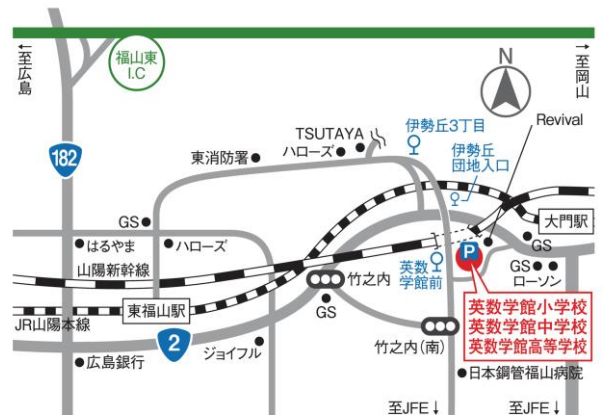 ←至広島
福山東
I.C
N
→至岡山
182
TSUTAYA
ハローズ
伊勢丘3丁目
Revival
東消防署
伊勢丘
団地入口
GS
はるやま
ハローズ
大門駅
GS
山陽新幹線
英数
学館前
P
GS
ローソン
竹之内
東福山駅
GS
JR山陽本線
英数学館小学校
英数学館中学校
英数学館高等学校
2
広島銀行
ジョイフル
竹之内(南)
日本鋼管福山病院
至JFE↓
至JFE↓